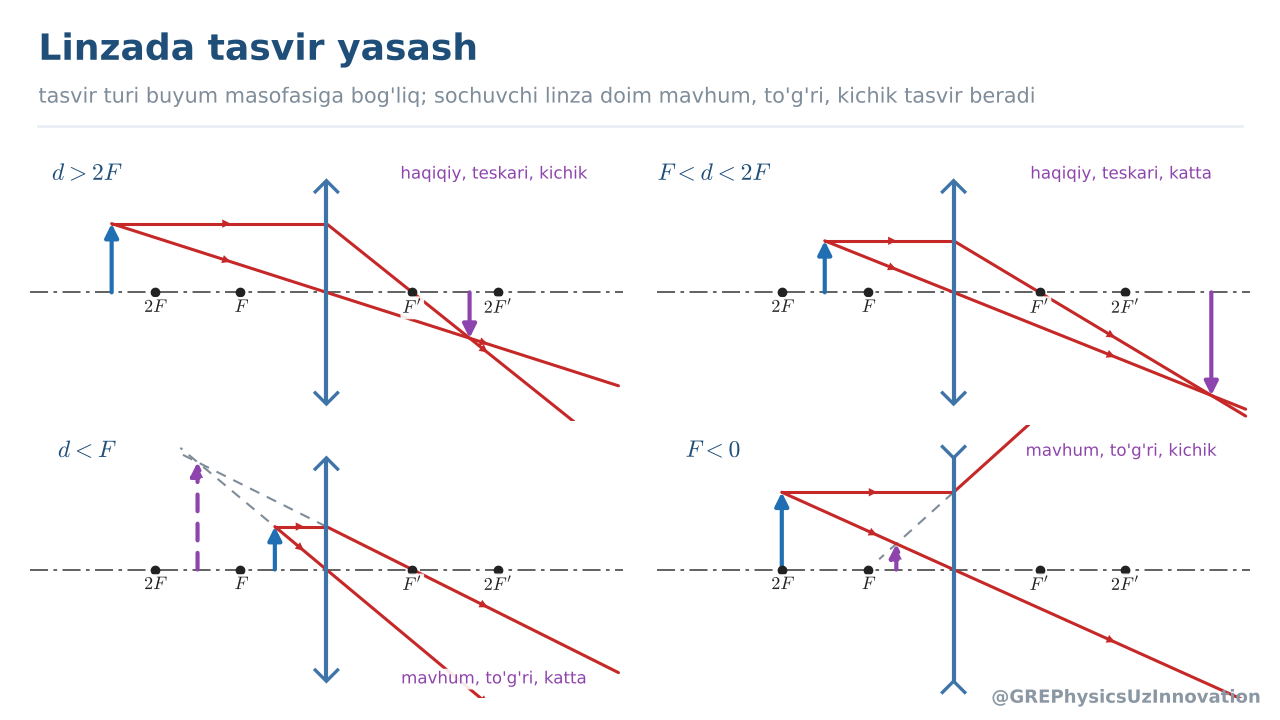 Linzada tasvir yasash
tasvir turi buyum masofasiga bog'liq; sochuvchi linza doim mavhum, to'g'ri, kichik tasvir beradi
d > 2F
haqiqiy, teskari, kichik
2F F F′ 2F′
F < d < 2F
haqiqiy, teskari, katta
2F F F′ 2F′
d < F
2F F F′ 2F′
mavhum, to'g'ri, katta
F < 0
mavhum, to'g'ri, kichik
2F F F′ 2F′
@GREPhysicsUzInnovation